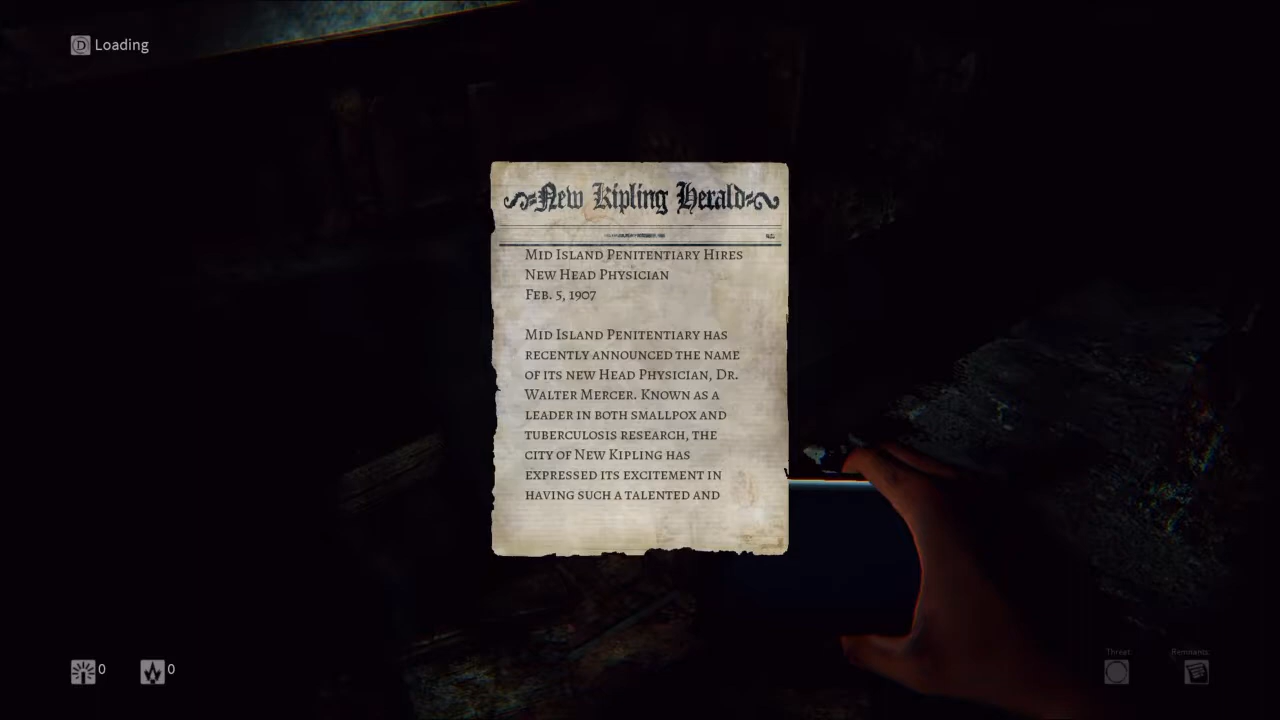 D Loading
New Kipling Herald
Mid Island Penitentiary Hires
New Head Physician
Feb. 5, 1907
Mid Island Penitentiary has
recently announced the name
of its new Head Physician, Dr.
Walter Mercer. Known as a
leader in both smallpox and
tuberculosis research, the
city of New Kipling has
expressed its excitement in
having such a talented and
0 0
Threat Remnants